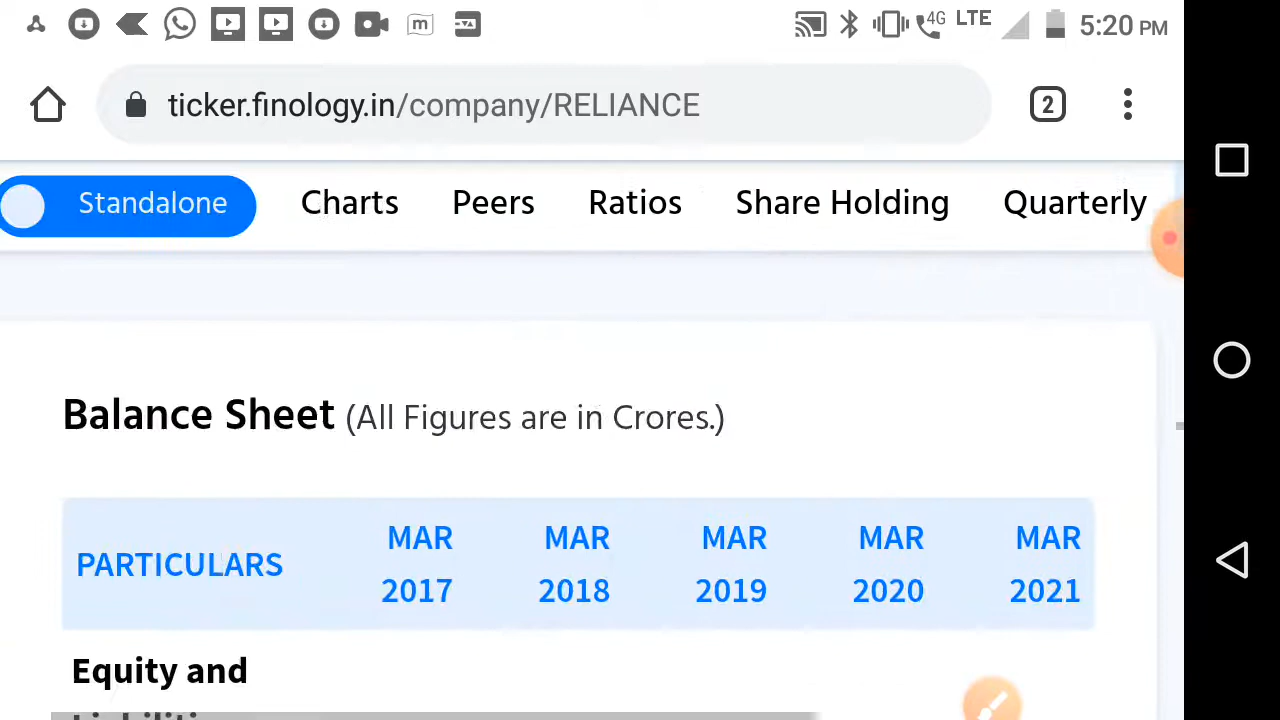 4G LTE 5:20 PM
ticker.finology.in/company/RELIANCE 2
Standalone Charts Peers Ratios Share Holding Quarterly
Balance Sheet (All Figures are in Crores.)
PARTICULARS MAR 2017 MAR 2018 MAR 2019 MAR 2020 MAR 2021
Equity and